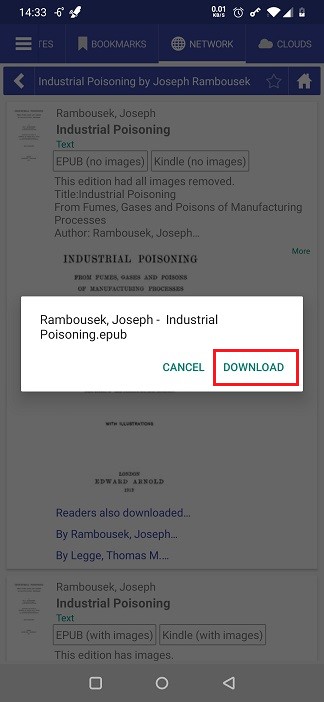 14:33 -6° 0.01 KB/S
TES BOOKMARKS NETWORK CLOUDS
Industrial Poisoning by Joseph Rambousek
Rambousek, Joseph
Industrial Poisoning
Text
EPUB (no images) Kindle (no images)
This edition had all images removed.
Title:Industrial Poisoning
From Fumes, Gases and Poisons of Manufacturing
Processes
Author: Rambousek, Joseph…
More
INDUSTRIAL POISONING
FROM FUMES, GASES AND POISONS
OF MANUFACTURING PROCESSES
Rambousek, Joseph - Industrial
Poisoning.epub
CANCEL DOWNLOAD
WITH ILLUSTRATIONS
LONDON
EDWARD ARNOLD
1913
Readers also downloaded…
By Rambousek, Joseph…
By Legge, Thomas M.…
Rambousek, Joseph
Industrial Poisoning
Text
EPUB (with images) Kindle (with images)
This edition has images.